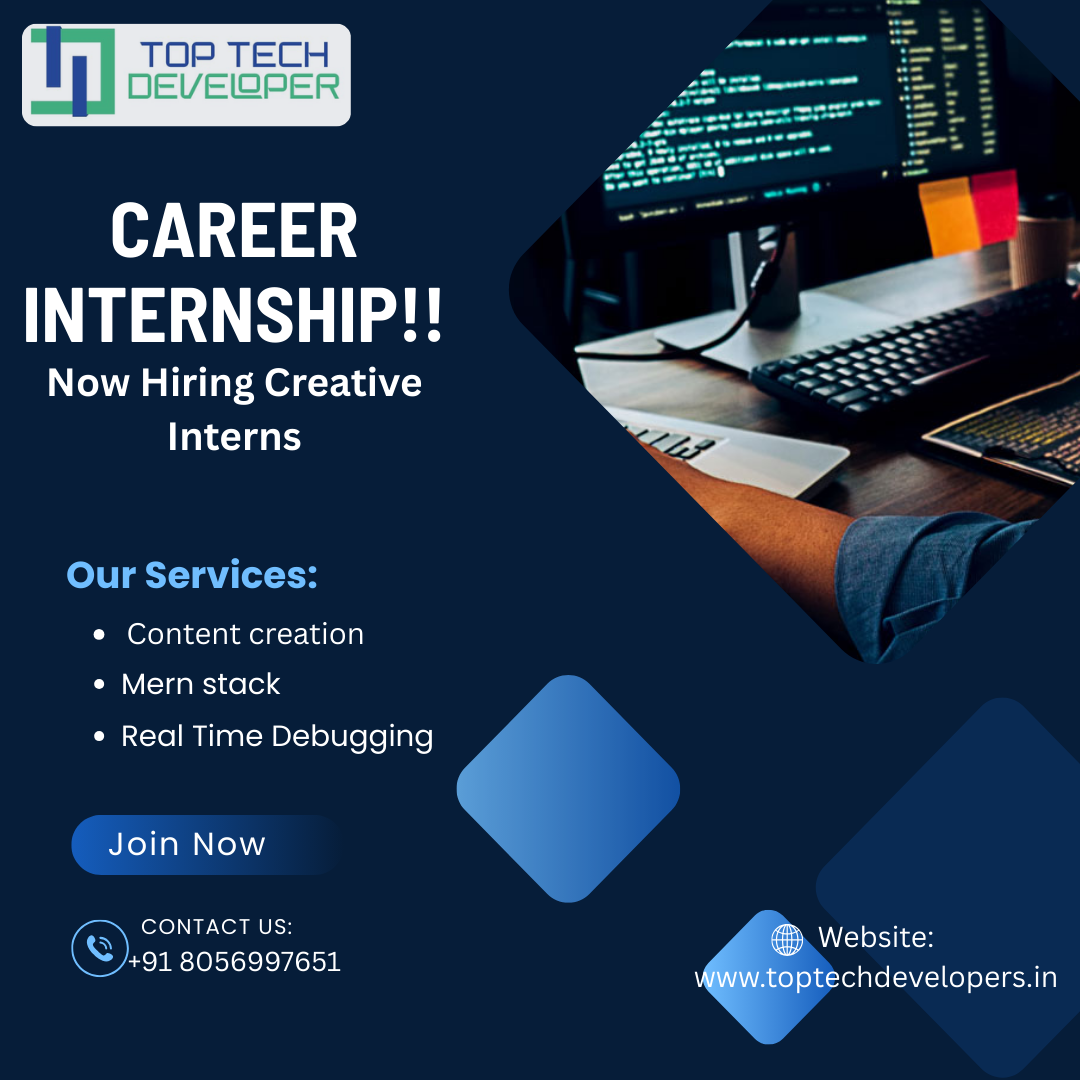 TOP TECH
DEVELOPER
CAREER
INTERNSHIP!!
Now Hiring Creative
Interns
Our Services:
• Content creation
• Mern stack
• Real Time Debugging
Join Now
CONTACT US:
+91 8056997651
Website:
www.toptechdevelopers.in